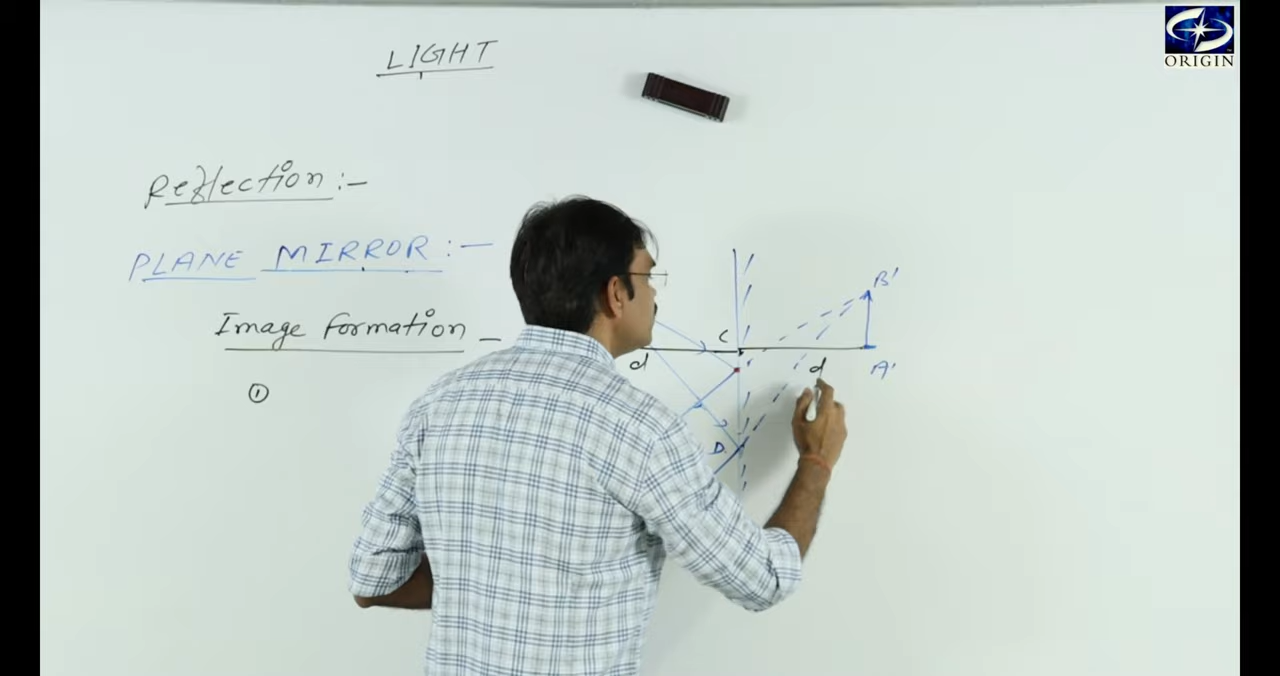 LIGHT
ORIGIN
Reflection :-
PLANE MIRROR :-
Image formation -
①
B'
C
d
d
A'
D